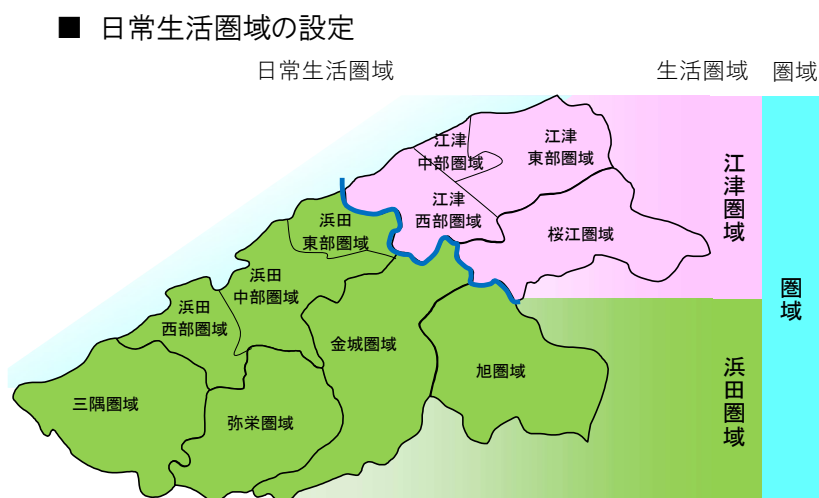 ■ 日常生活圏域の設定
日常生活圏域
生活圏域
圏域
江津
中部圏域
江津
東部圏域
江津
西部圏域
桜江圏域
浜田
東部圏域
浜田
中部圏域
浜田
西部圏域
金城圏域
旭圏域
三隅圏域
弥栄圏域
江津圏域
浜田圏域
圏域